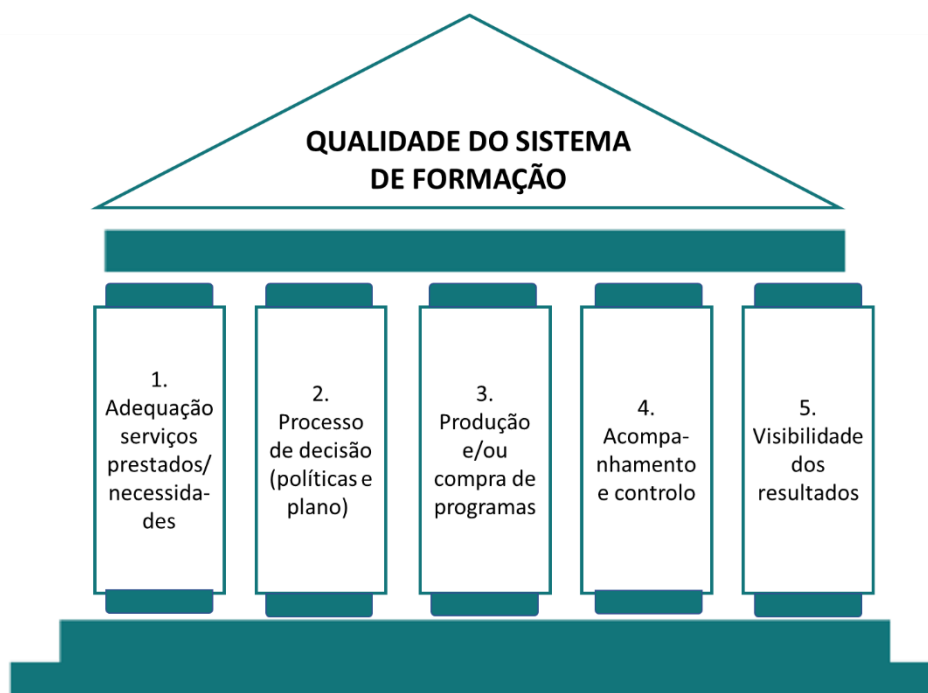 QUALIDADE DO SISTEMA
DE FORMAÇÃO
1.
Adequação
serviços
prestados/
necessida-
des
2.
Processo
de decisão
(políticas e
plano)
3.
Produção
e/ou
compra de
programas
4.
Acompa-
nhamento
e controlo
5.
Visibilidade
dos
resultados